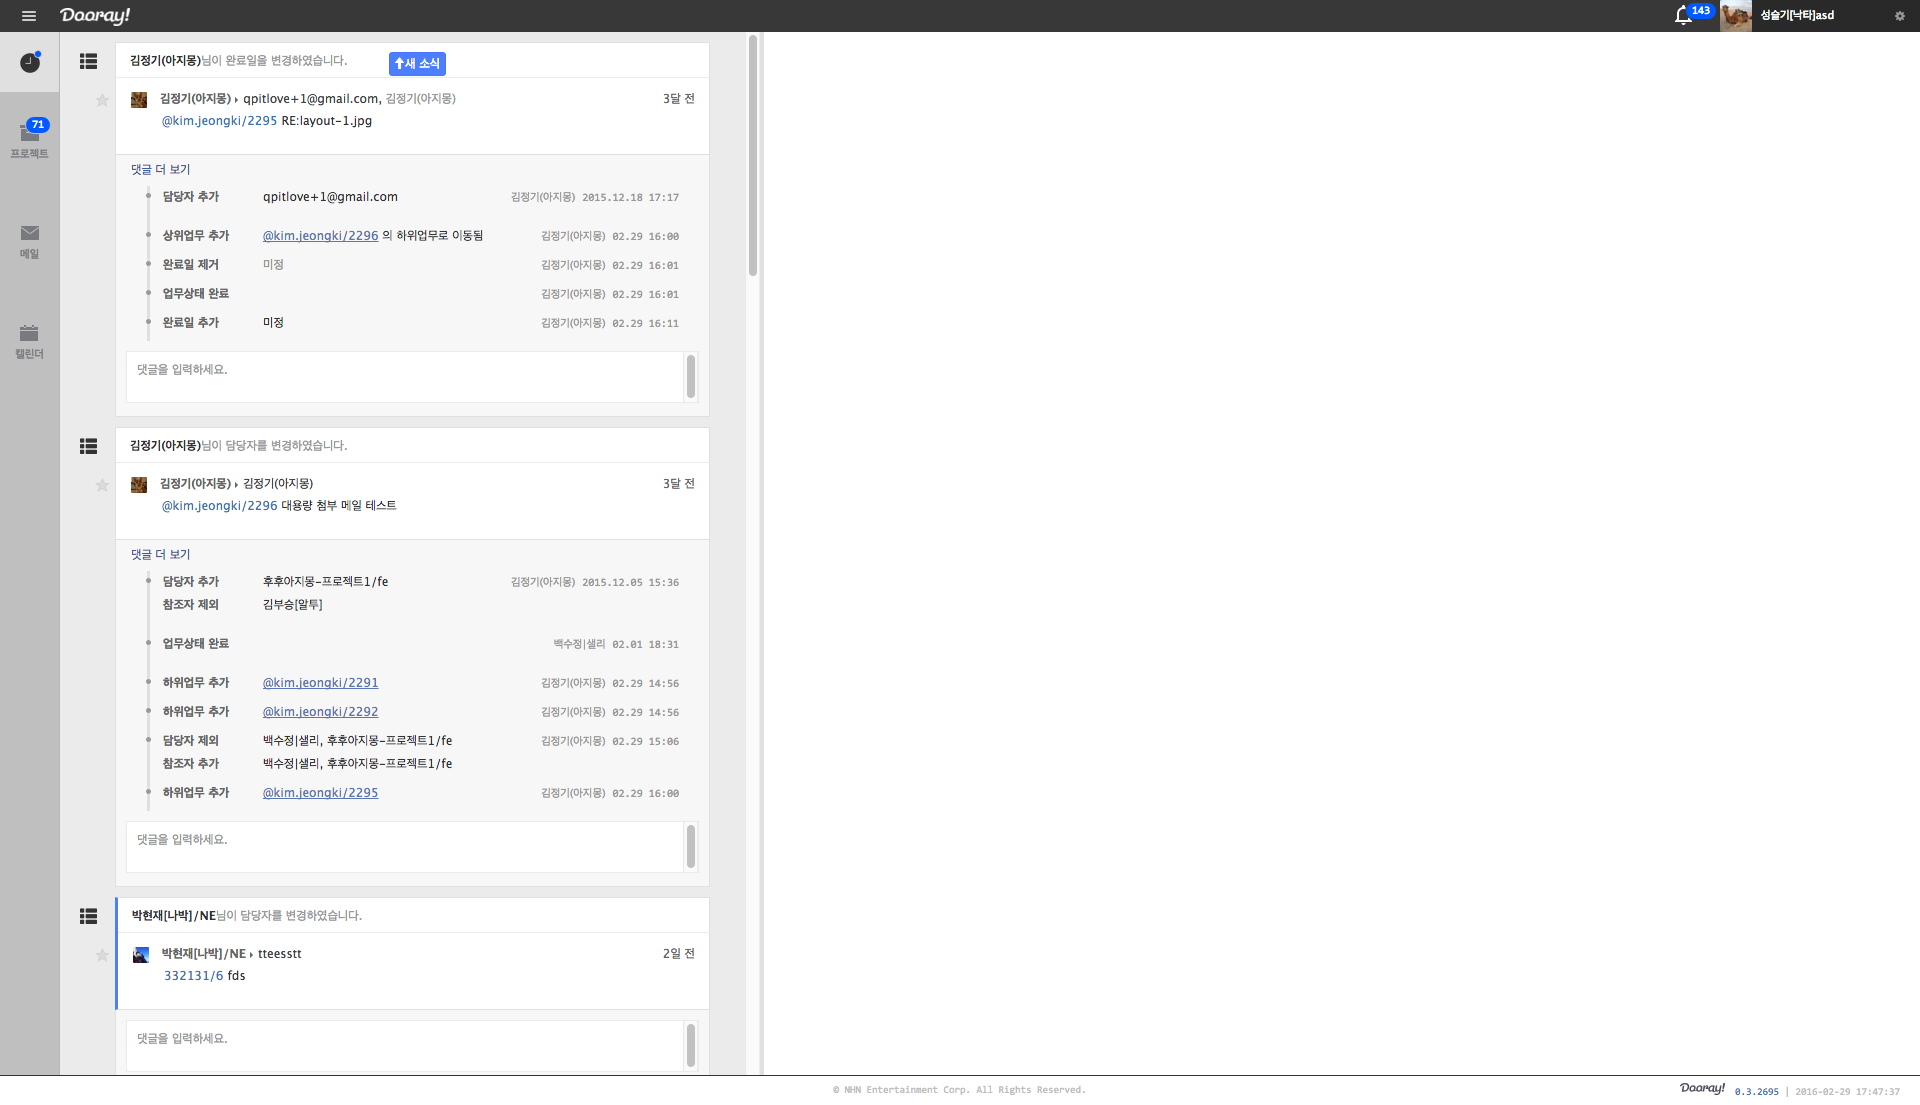 Dooray!
143
성슬기[낙타]asd
71
프로젝트
메일
캘린더
김정기(아지몽)님이 완료일을 변경하였습니다.
새 소식
김정기(아지몽) qpitlove+1@gmail.com, 김정기(아지몽) 3달 전
@kim.jeongki/2295 RE:layout-1.jpg
댓글 더 보기
담당자 추가 qpitlove+1@gmail.com 김정기(아지몽) 2015.12.18 17:17
상위업무 추가 @kim.jeongki/2296 의 하위업무로 이동됨 김정기(아지몽) 02.29 16:00
완료일 제거 미정 김정기(아지몽) 02.29 16:01
업무상태 완료 김정기(아지몽) 02.29 16:01
완료일 추가 미정 김정기(아지몽) 02.29 16:11
댓글을 입력하세요.
김정기(아지몽)님이 담당자를 변경하였습니다.
김정기(아지몽) 김정기(아지몽) 3달 전
@kim.jeongki/2296 대용량 첨부 메일 테스트
댓글 더 보기
담당자 추가 후후아지몽-프로젝트1/fe 김정기(아지몽) 2015.12.05 15:36
참조자 제외 김부승[알투]
업무상태 완료 백수정|샐리 02.01 18:31
하위업무 추가 @kim.jeongki/2291 김정기(아지몽) 02.29 14:56
하위업무 추가 @kim.jeongki/2292 김정기(아지몽) 02.29 14:56
담당자 제외 백수정|샐리, 후후아지몽-프로젝트1/fe 김정기(아지몽) 02.29 15:06
참조자 추가 백수정|샐리, 후후아지몽-프로젝트1/fe
하위업무 추가 @kim.jeongki/2295 김정기(아지몽) 02.29 16:00
댓글을 입력하세요.
박현재[나박]/NE님이 담당자를 변경하였습니다.
박현재[나박]/NE tteesstt 2일 전
332131/6 fds
댓글을 입력하세요.
© NHN Entertainment Corp. All Rights Reserved.
Dooray! 0.3.2695 | 2016-02-29 17:47:37